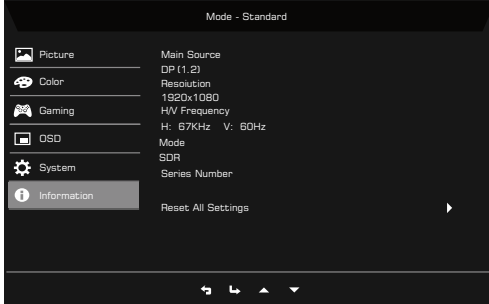 Mode - Standard
Picture
Color
Gaming
OSD
System
Information
Main Source
DP (1.2)
Resoiution
1920x1080
H/V Frequency
H: 67KHz V: 60Hz
Mode
SDR
Series Number
Reset All Settings